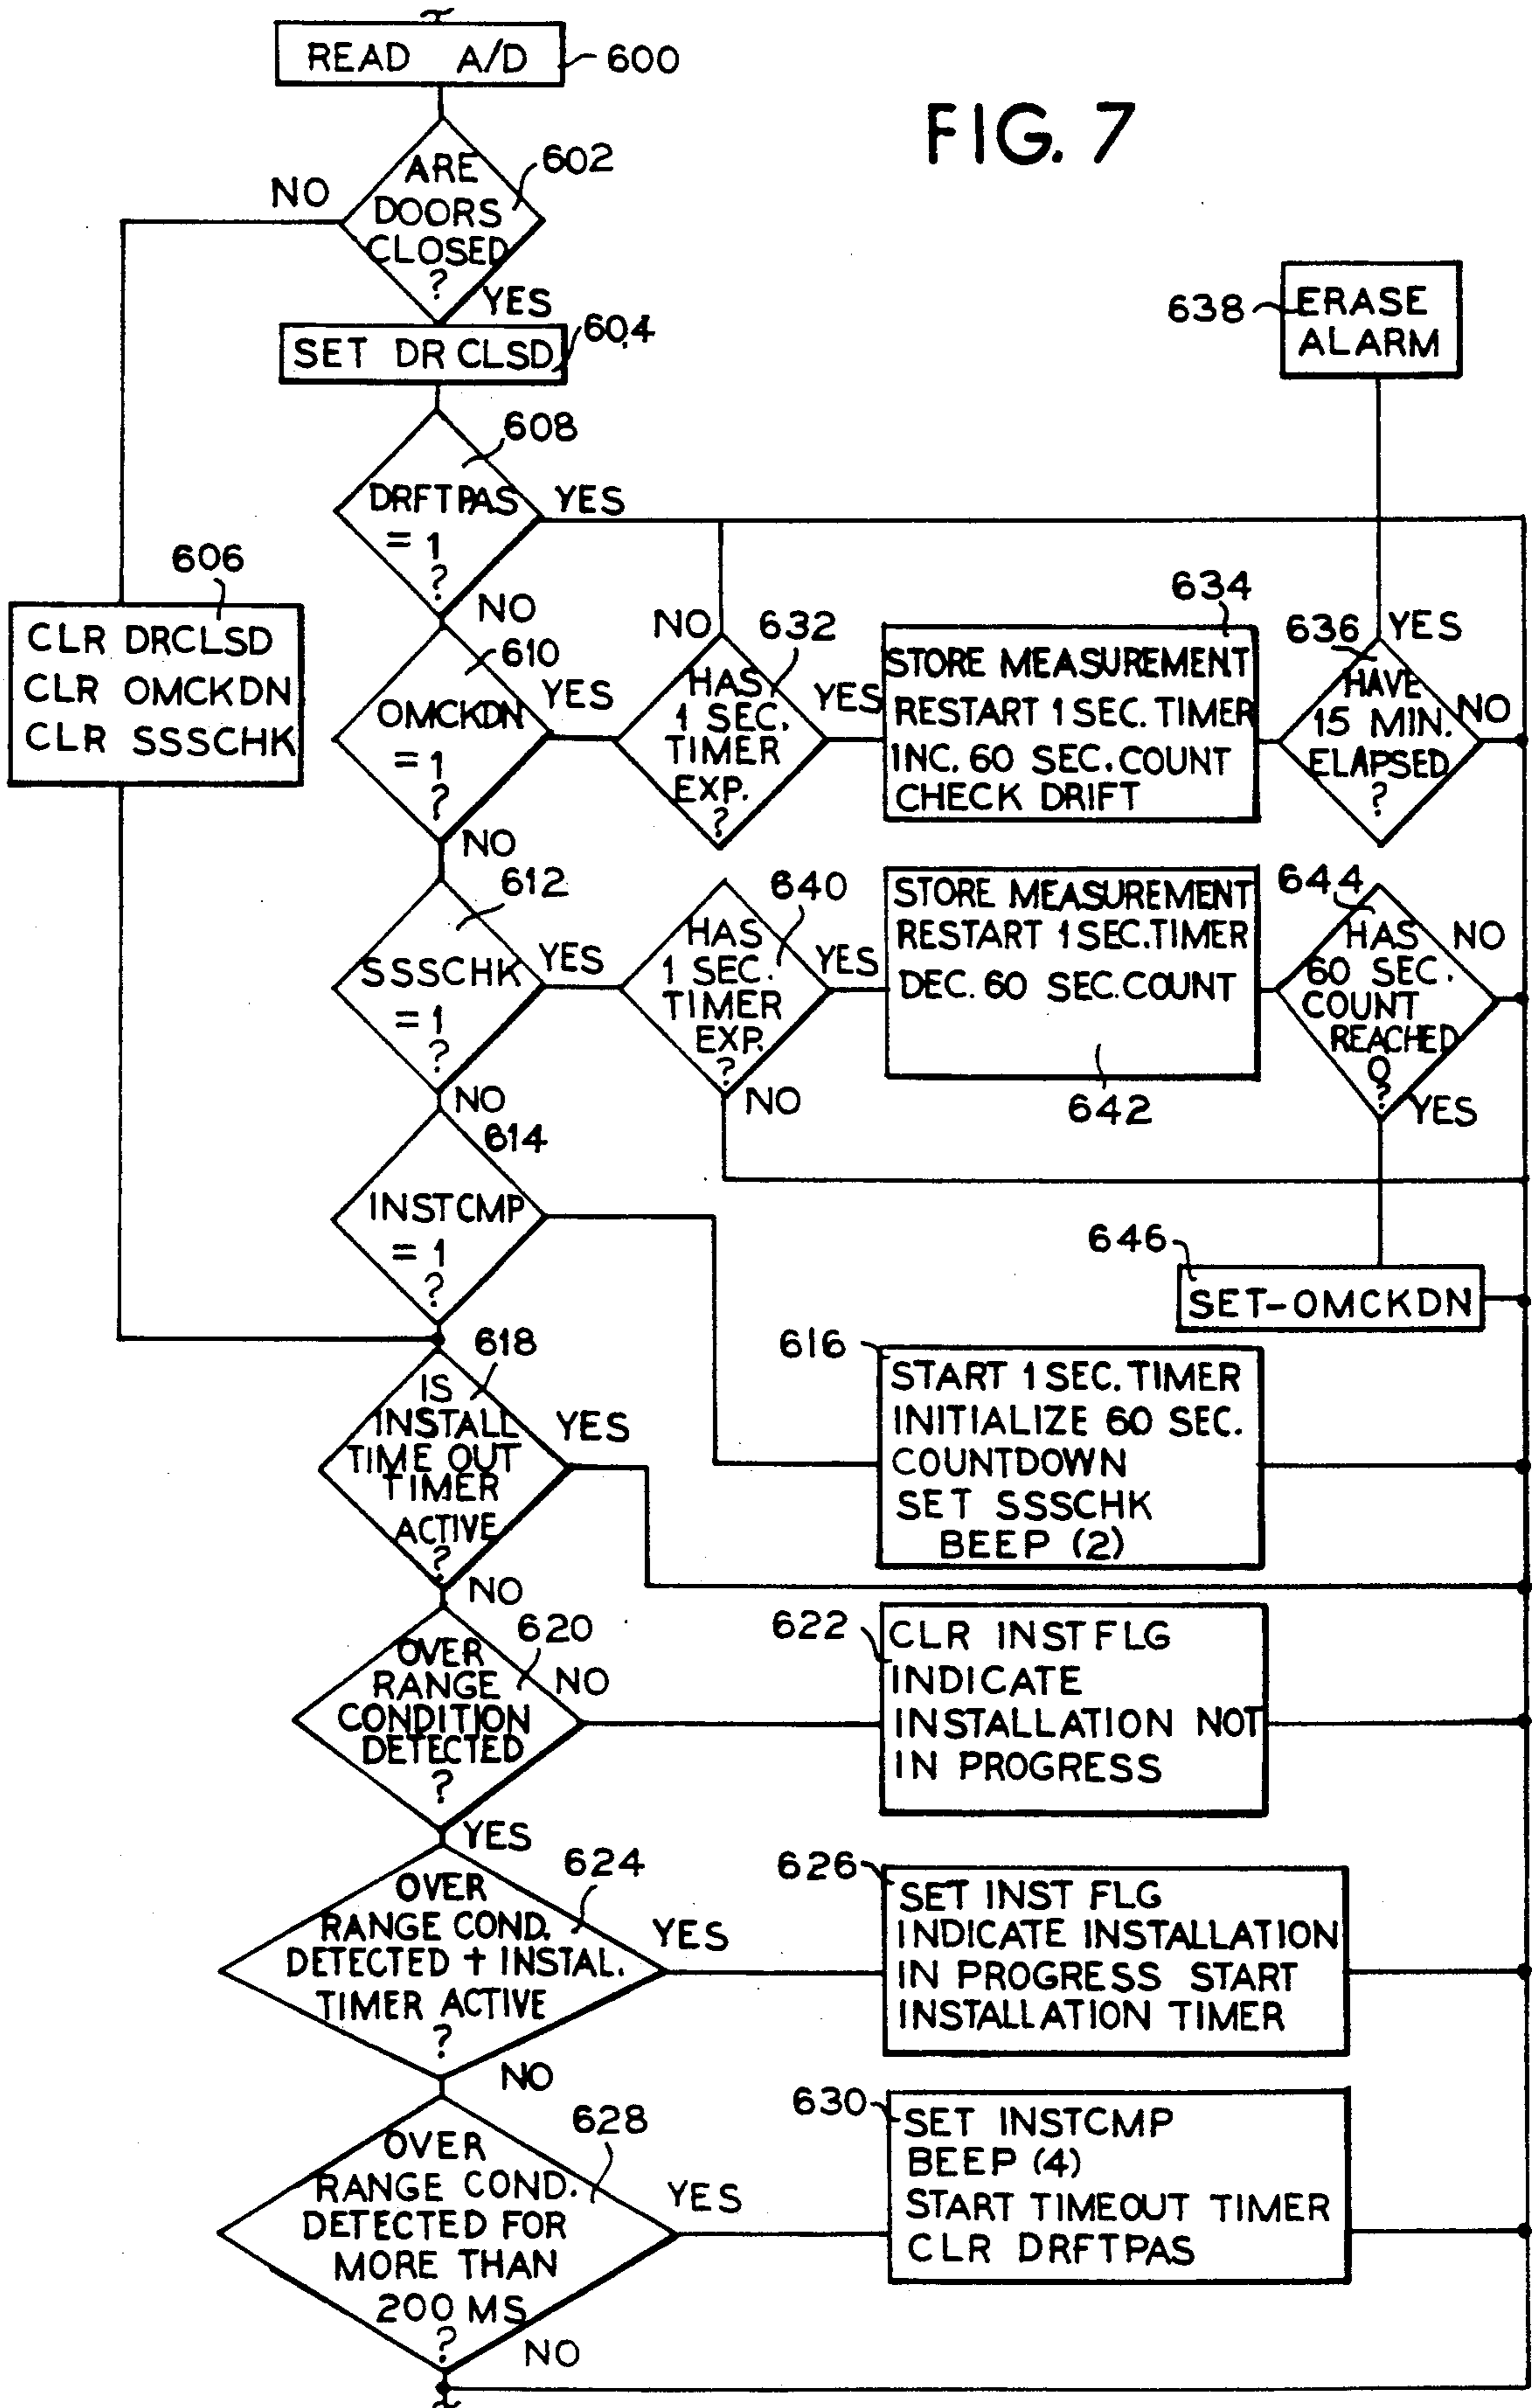 READ A/D
600
FIG. 7
ARE
DOORS
CLOSED
?
602
NO
YES
SET DR CLSD
604
638
ERASE
ALARM
608
DRFTPAS
= 1
?
YES
NO
606
CLR DRCLSD
CLR OMCKDN
CLR SSSCHK
610
OMCKDN
= 1
?
YES
NO
NO
632
HAS
1 SEC.
TIMER
EXP.
?
YES
634
STORE MEASUREMENT
RESTART 1 SEC. TIMER
INC. 60 SEC. COUNT
CHECK DRIFT
636
YES
HAVE
15 MIN.
ELAPSED
?
NO
612
SSSCHK
= 1
?
YES
NO
640
HAS
1 SEC.
TIMER
EXP.
?
YES
NO
STORE MEASUREMENT
RESTART 1 SEC. TIMER
DEC. 60 SEC. COUNT
642
644
HAS
60 SEC.
COUNT
REACHED
0
?
NO
YES
614
INSTCMP
= 1
?
646
SET-OMCKDN
616
START 1 SEC. TIMER
INITIALIZE 60 SEC.
COUNTDOWN
SET SSSCHK
BEEP (2)
618
IS
INSTALL
TIME OUT
TIMER
ACTIVE
?
YES
NO
620
OVER
RANGE
CONDITION
DETECTED
?
NO
YES
622
CLR INSTFLG
INDICATE
INSTALLATION NOT
IN PROGRESS
624
OVER
RANGE COND.
DETECTED + INSTAL.
TIMER ACTIVE
?
YES
NO
626
SET INST FLG
INDICATE INSTALLATION
IN PROGRESS START
INSTALLATION TIMER
628
OVER
RANGE COND.
DETECTED FOR
MORE THAN
200 MS
?
YES
NO
630
SET INSTCMP
BEEP (4)
START TIMEOUT TIMER
CLR DRFTPAS